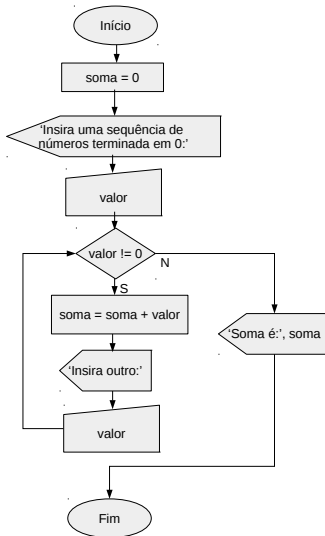 Início
soma = 0
‘Insira uma sequência de
números terminada em 0:’
valor
valor != 0
N
S
soma = soma + valor
‘Soma é:’, soma
‘Insira outro:’
valor
Fim